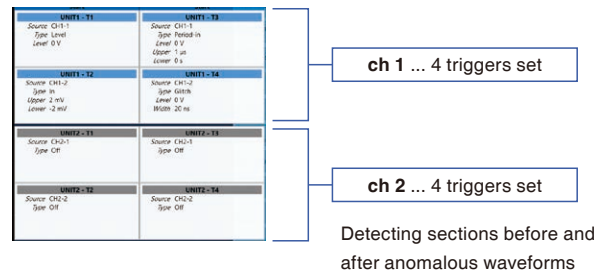 UNIT1 - T1
Source CH1-1
Type Level
Level 0 V
UNIT1 - T3
Source CH1-1
Type Period-In
Level 0 V
Upper 1 us
Lower 0 s
UNIT1 - T2
Source CH1-2
Type In
Upper 2 mV
Lower -2 mV
UNIT1 - T4
Source CH1-2
Type Glitch
Level 0 V
Width 20 ns
ch 1 ... 4 triggers set
UNIT2 - T1
Source CH2-1
Type Off
UNIT2 - T3
Source CH2-1
Type Off
UNIT2 - T2
Source CH2-2
Type Off
UNIT2 - T4
Source CH2-2
Type Off
ch 2 ... 4 triggers set
Detecting sections before and
after anomalous waveforms